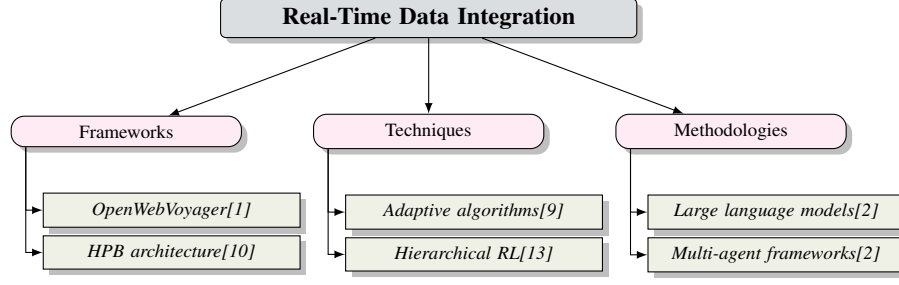 Real-Time Data Integration
Frameworks
Techniques
Methodologies
OpenWebVoyager[1]
HPB architecture[10]
Adaptive algorithms[9]
Hierarchical RL[13]
Large language models[2]
Multi-agent frameworks[2]